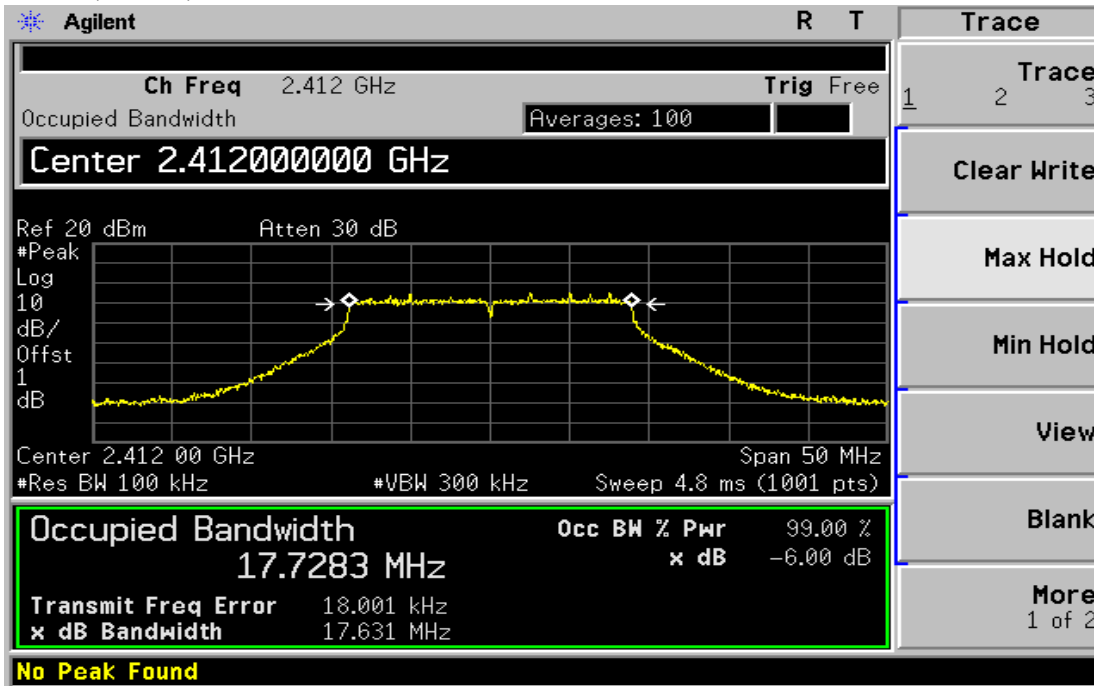 Agilent R T Trace
Ch Freq 2.412 GHz Trig Free
Occupied Bandwidth Averages: 100
Center 2.412000000 GHz
Ref 20 dBm Atten 30 dB
#Peak
Log
10
dB/
Offst
1
dB
Center 2.412 00 GHz Span 50 MHz
#Res BW 100 kHz #VBW 300 kHz Sweep 4.8 ms (1001 pts)
Occupied Bandwidth Occ BW % Pwr 99.00 %
17.7283 MHz x dB -6.00 dB
Transmit Freq Error 18.001 kHz
x dB Bandwidth 17.631 MHz
No Peak Found
Trace
1 2 3
Clear Write
Max Hold
Min Hold
View
Blank
More
1 of 2